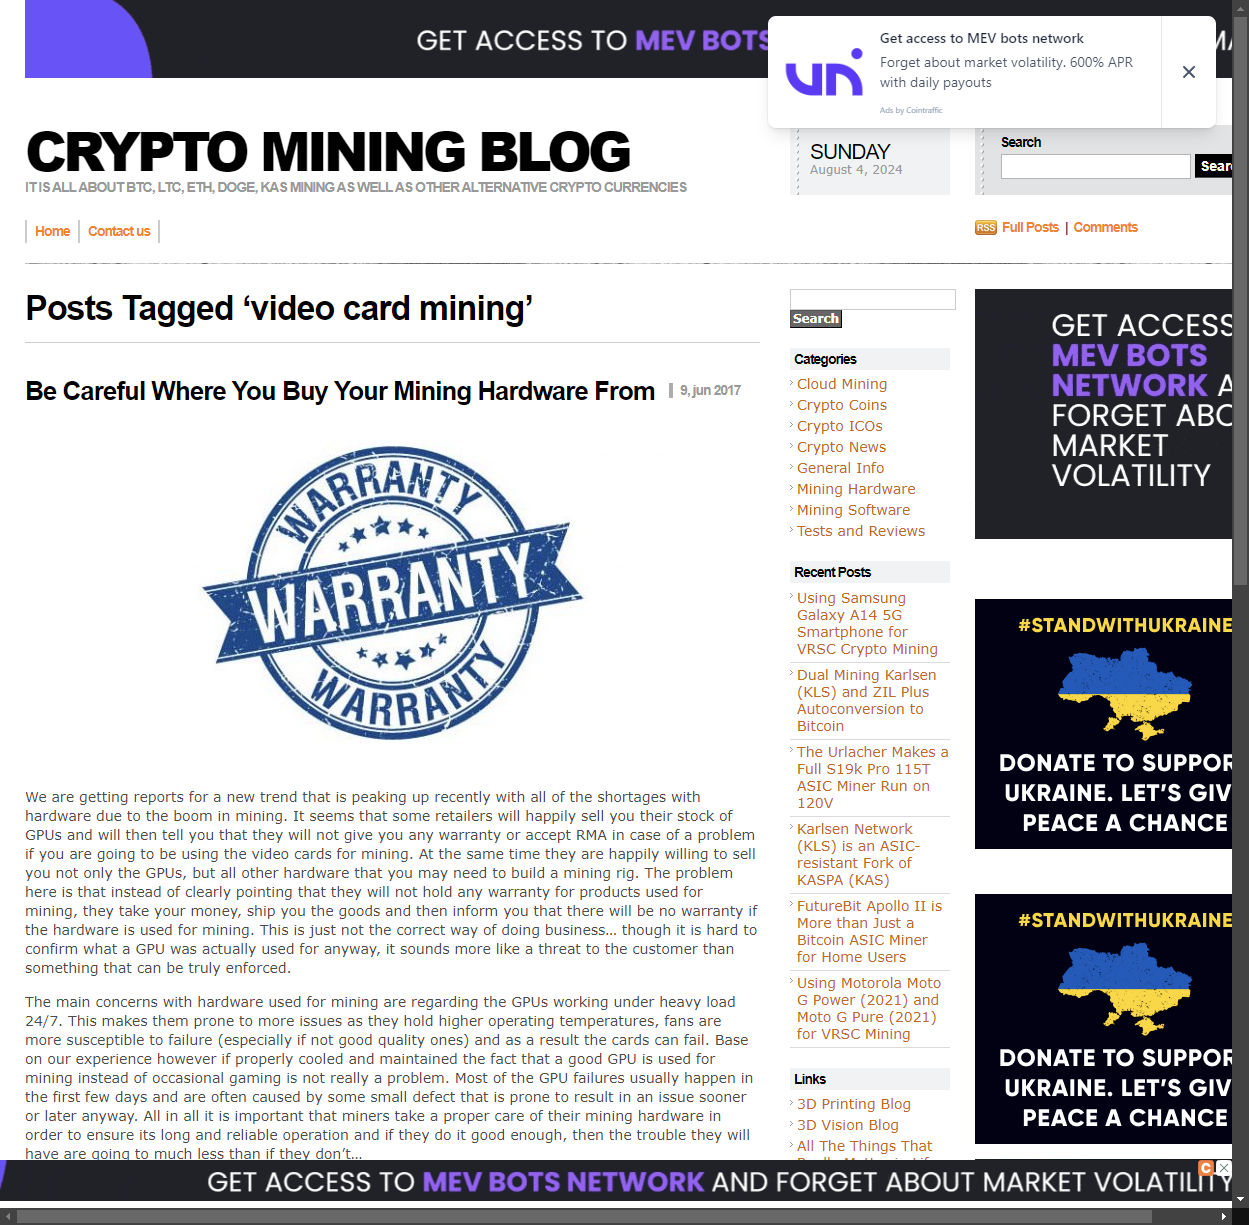 GET ACCESS TO MEV BOTS
Get access to MEV bots network
Forget about market volatility. 600% APR
with daily payouts
Ads by Cointraffic
CRYPTO MINING BLOG
IT IS ALL ABOUT BTC, LTC, ETH, DOGE, KAS MINING AS WELL AS OTHER ALTERNATIVE CRYPTO CURRENCIES
SUNDAY
August 4, 2024
Search
Sear
Home
Contact us
RSS Full Posts | Comments
Posts Tagged ‘video card mining’
Be Careful Where You Buy Your Mining Hardware From
9, jun 2017
WARRANTY
WARRANTY
WARRANTY
We are getting reports for a new trend that is peaking up recently with all of the shortages with
hardware due to the boom in mining. It seems that some retailers will happily sell you their stock of
GPUs and will then tell you that they will not give you any warranty or accept RMA in case of a problem
if you are going to be using the video cards for mining. At the same time they are happily willing to sell
you not only the GPUs, but all other hardware that you may need to build a mining rig. The problem
here is that instead of clearly pointing that they will not hold any warranty for products used for
mining, they take your money, ship you the goods and then inform you that there will be no warranty if
the hardware is used for mining. This is just not the correct way of doing business… though it is hard to
confirm what a GPU was actually used for anyway, it sounds more like a threat to the customer than
something that can be truly enforced.
The main concerns with hardware used for mining are regarding the GPUs working under heavy load
24/7. This makes them prone to more issues as they hold higher operating temperatures, fans are
more susceptible to failure (especially if not good quality ones) and as a result the cards can fail. Base
on our experience however if properly cooled and maintained the fact that a good GPU is used for
mining instead of occasional gaming is not really a problem. Most of the GPU failures usually happen in
the first few days and are often caused by some small defect that is prone to result in an issue sooner
or later anyway. All in all it is important that miners take a proper care of their mining hardware in
order to ensure its long and reliable operation and if they do it good enough, then the trouble they will
have are going to much less than if they don’t…
Search
Categories
Cloud Mining
Crypto Coins
Crypto ICOs
Crypto News
General Info
Mining Hardware
Mining Software
Tests and Reviews
Recent Posts
Using Samsung
Galaxy A14 5G
Smartphone for
VRSC Crypto Mining
Dual Mining Karlsen
(KLS) and ZIL Plus
Autoconversion to
Bitcoin
The Urlacher Makes a
Full S19k Pro 115T
ASIC Miner Run on
120V
Karlsen Network
(KLS) is an ASIC-
resistant Fork of
KASPA (KAS)
FutureBit Apollo II is
More than Just a
Bitcoin ASIC Miner
for Home Users
Using Motorola Moto
G Power (2021) and
Moto G Pure (2021)
for VRSC Mining
Links
3D Printing Blog
3D Vision Blog
All The Things That
GET ACCESS
MEV BOTS
NETWORK A
FORGET ABO
MARKET
VOLATILITY
#STANDWITHUKRAINE
DONATE TO SUPPOR
UKRAINE. LET’S GIV
PEACE A CHANCE
#STANDWITHUKRAINE
DONATE TO SUPPOR
UKRAINE. LET’S GIV
PEACE A CHANCE
GET ACCESS TO MEV BOTS NETWORK AND FORGET ABOUT MARKET VOLATILITY